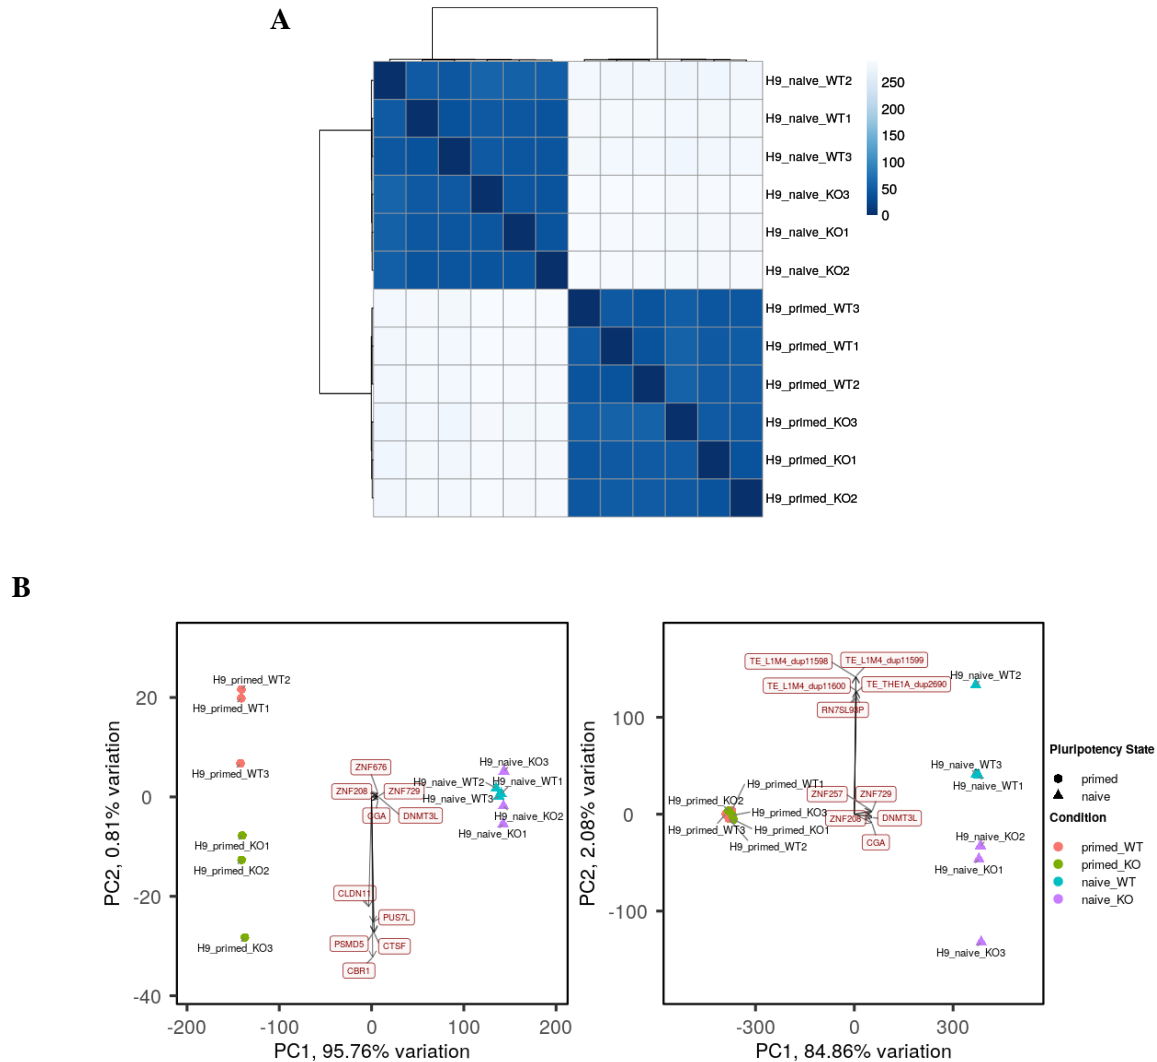 A
H9_naive_WT2
H9_naive_WT1
H9_naive_WT3
H9_naive_KO3
H9_naive_KO1
H9_naive_KO2
H9_primed_WT3
H9_primed_WT1
H9_primed_WT2
H9_primed_KO3
H9_primed_KO1
H9_primed_KO2
250
200
150
100
50
0
B
PC2, 0.81% variation
20
0
-20
-40
-200
-100
0
100
200
PC1, 95.76% variation
H9_primed_WT2
H9_primed_WT1
H9_primed_WT3
H9_primed_KO1
H9_primed_KO2
H9_primed_KO3
ZNF676
ZNF208
ZNF729
CGA
DNMT3L
CLDN11
PUS7L
PSMD5
CTSF
CBR1
H9_naive_KO3
H9_naive_WT2
H9_naive_WT1
H9_naive_WT3
H9_naive_KO2
H9_naive_KO1
PC2, 2.08% variation
100
0
-100
-300
0
300
PC1, 84.86% variation
TE_L1M4_dup11598
TE_L1M4_dup11599
TE_L1M4_dup11600
TE_THE1A_dup2690
RN7SL93P
H9_naive_WT2
H9_naive_WT3
H9_naive_WT1
H9_primed_WT1
H9_primed_KO2
H9_primed_KO3
H9_primed_WT3
H9_primed_KO1
H9_primed_WT2
ZNF257
ZNF729
ZNF208
DNMT3L
CGA
H9_naive_KO2
H9_naive_KO1
H9_naive_KO3
Pluripotency State
primed
naive
Condition
primed_WT
primed_KO
naive_WT
naive_KO